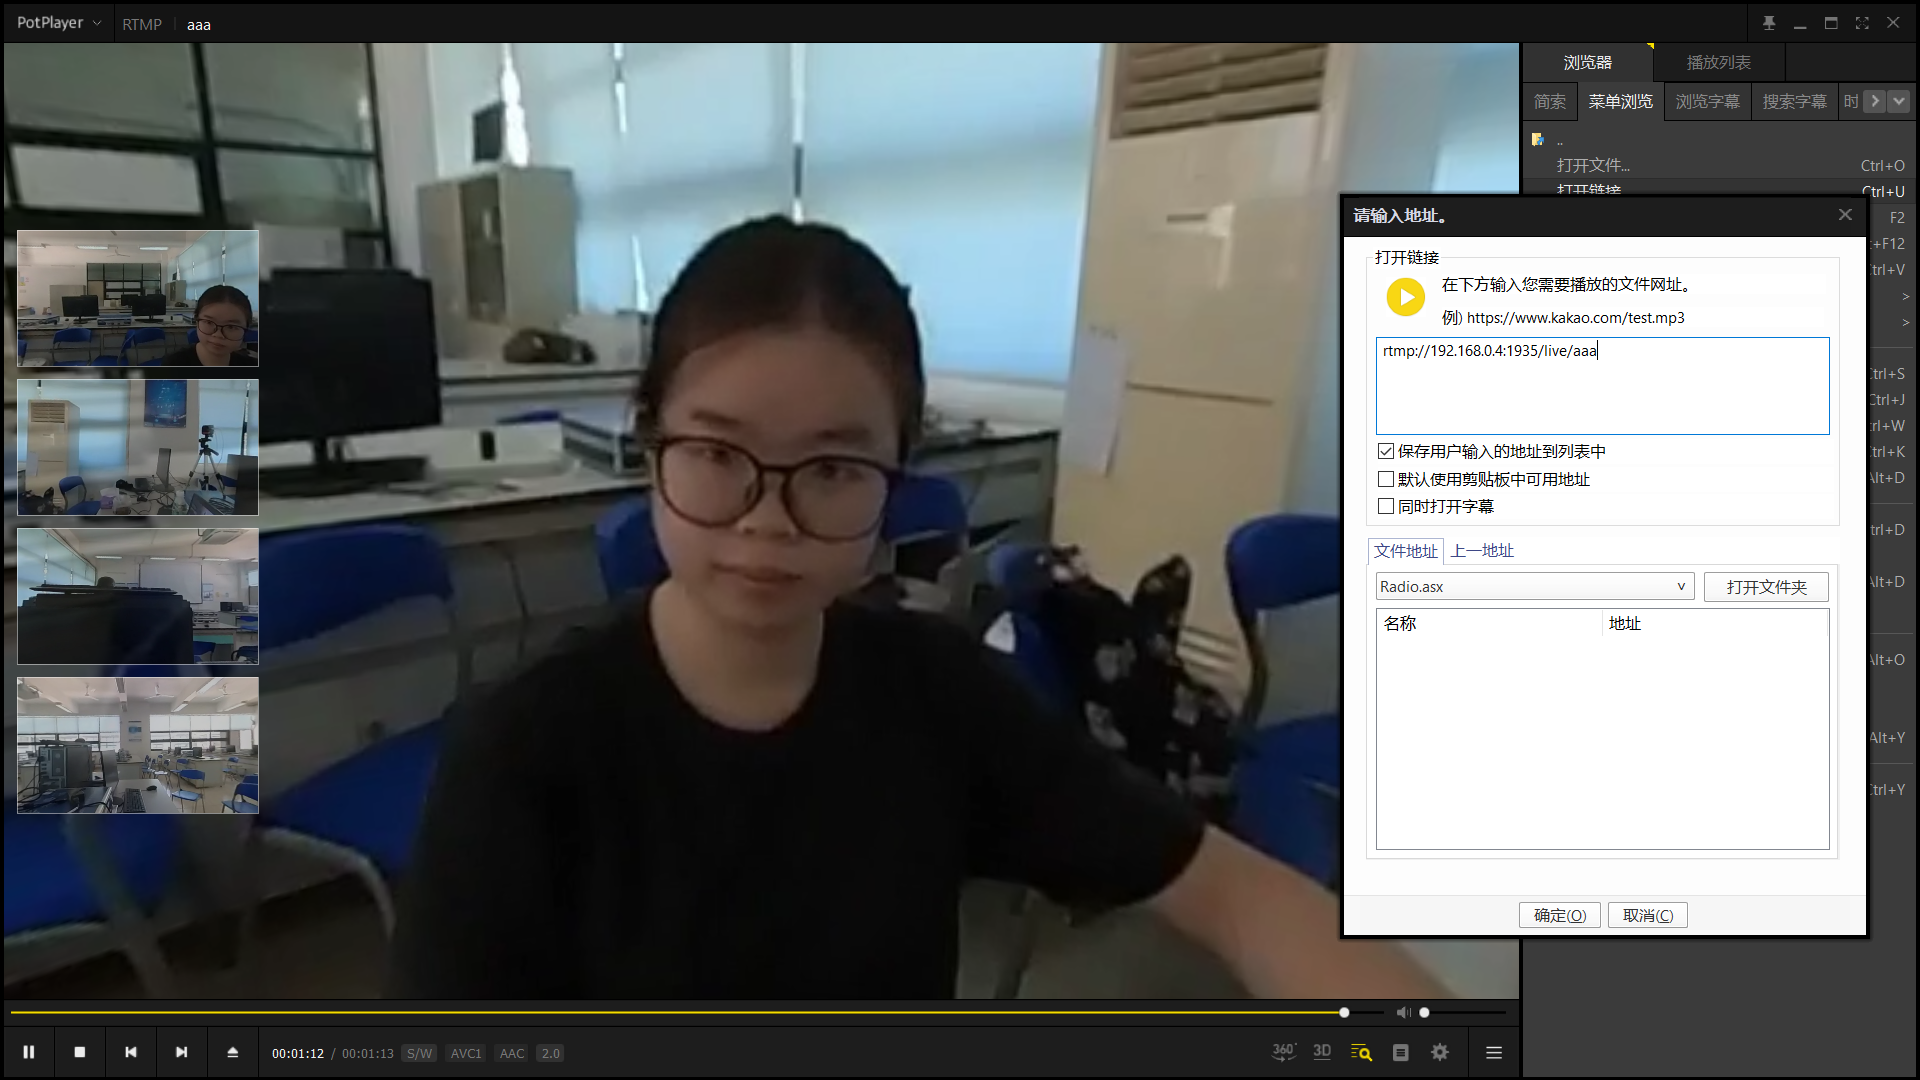 PotPlayer RTMP aaa
浏览器 播放列表
简索 菜单浏览 浏览字幕 搜索字幕 时
..
打开文件... Ctrl+O
打开链接 Ctrl+U
F2
+F12
trl+V
>
>
Ctrl+S
Ctrl+J
trl+W
trl+K
Alt+D
trl+D
Alt+D
Alt+O
Alt+Y
Ctrl+Y
请输入地址。
打开链接
在下方输入您需要播放的文件网址。
例) https://www.kakao.com/test.mp3
rtmp://192.168.0.4:1935/live/aaa
保存用户输入的地址到列表中
默认使用剪贴板中可用地址
同时打开字幕
文件地址 上一地址
Radio.asx 打开文件夹
名称 地址
确定(O) 取消(C)
00:01:12 / 00:01:13 S/W AVC1 AAC 2.0
360° 3D